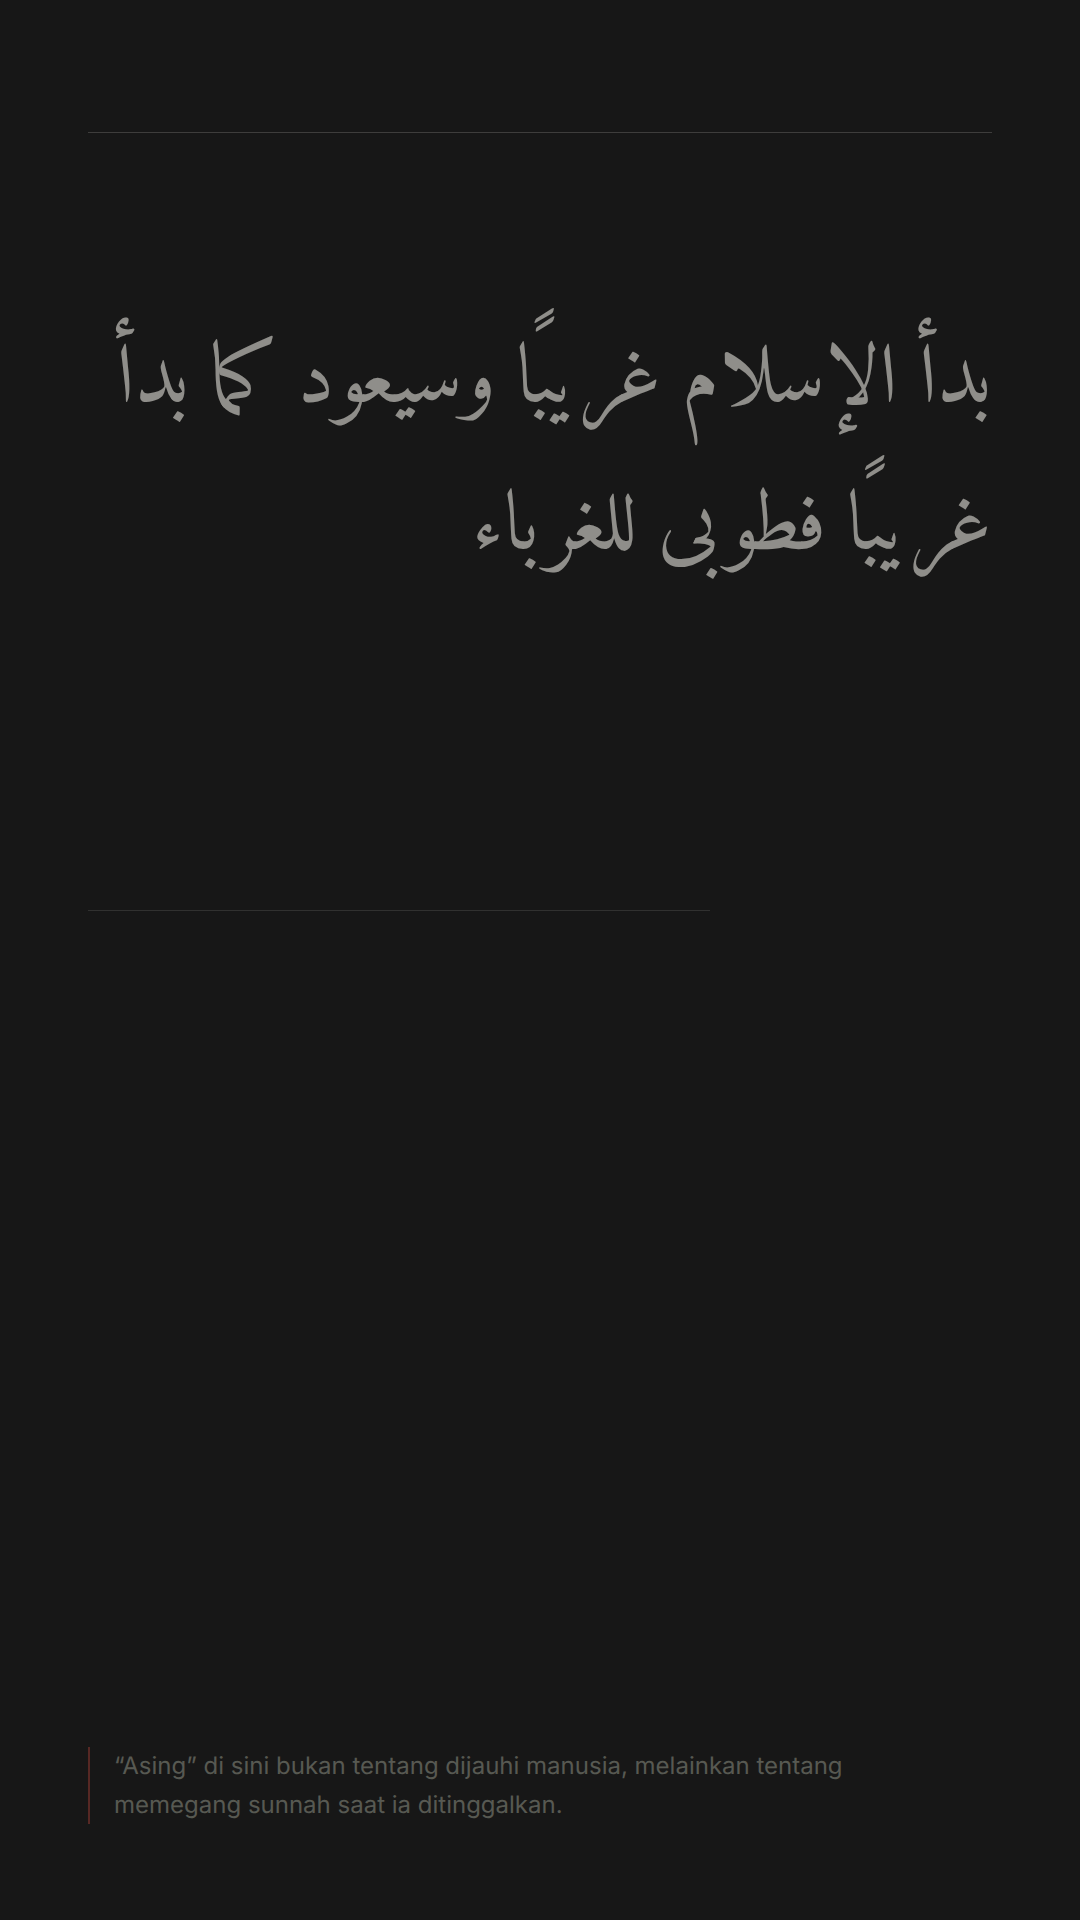 بدأ الإسلام غريبًا وسيعود كما بدأ
غريبًا فطوبى للغرباء
“Asing” di sini bukan tentang dijauhi manusia, melainkan tentang
memegang sunnah saat ia ditinggalkan.